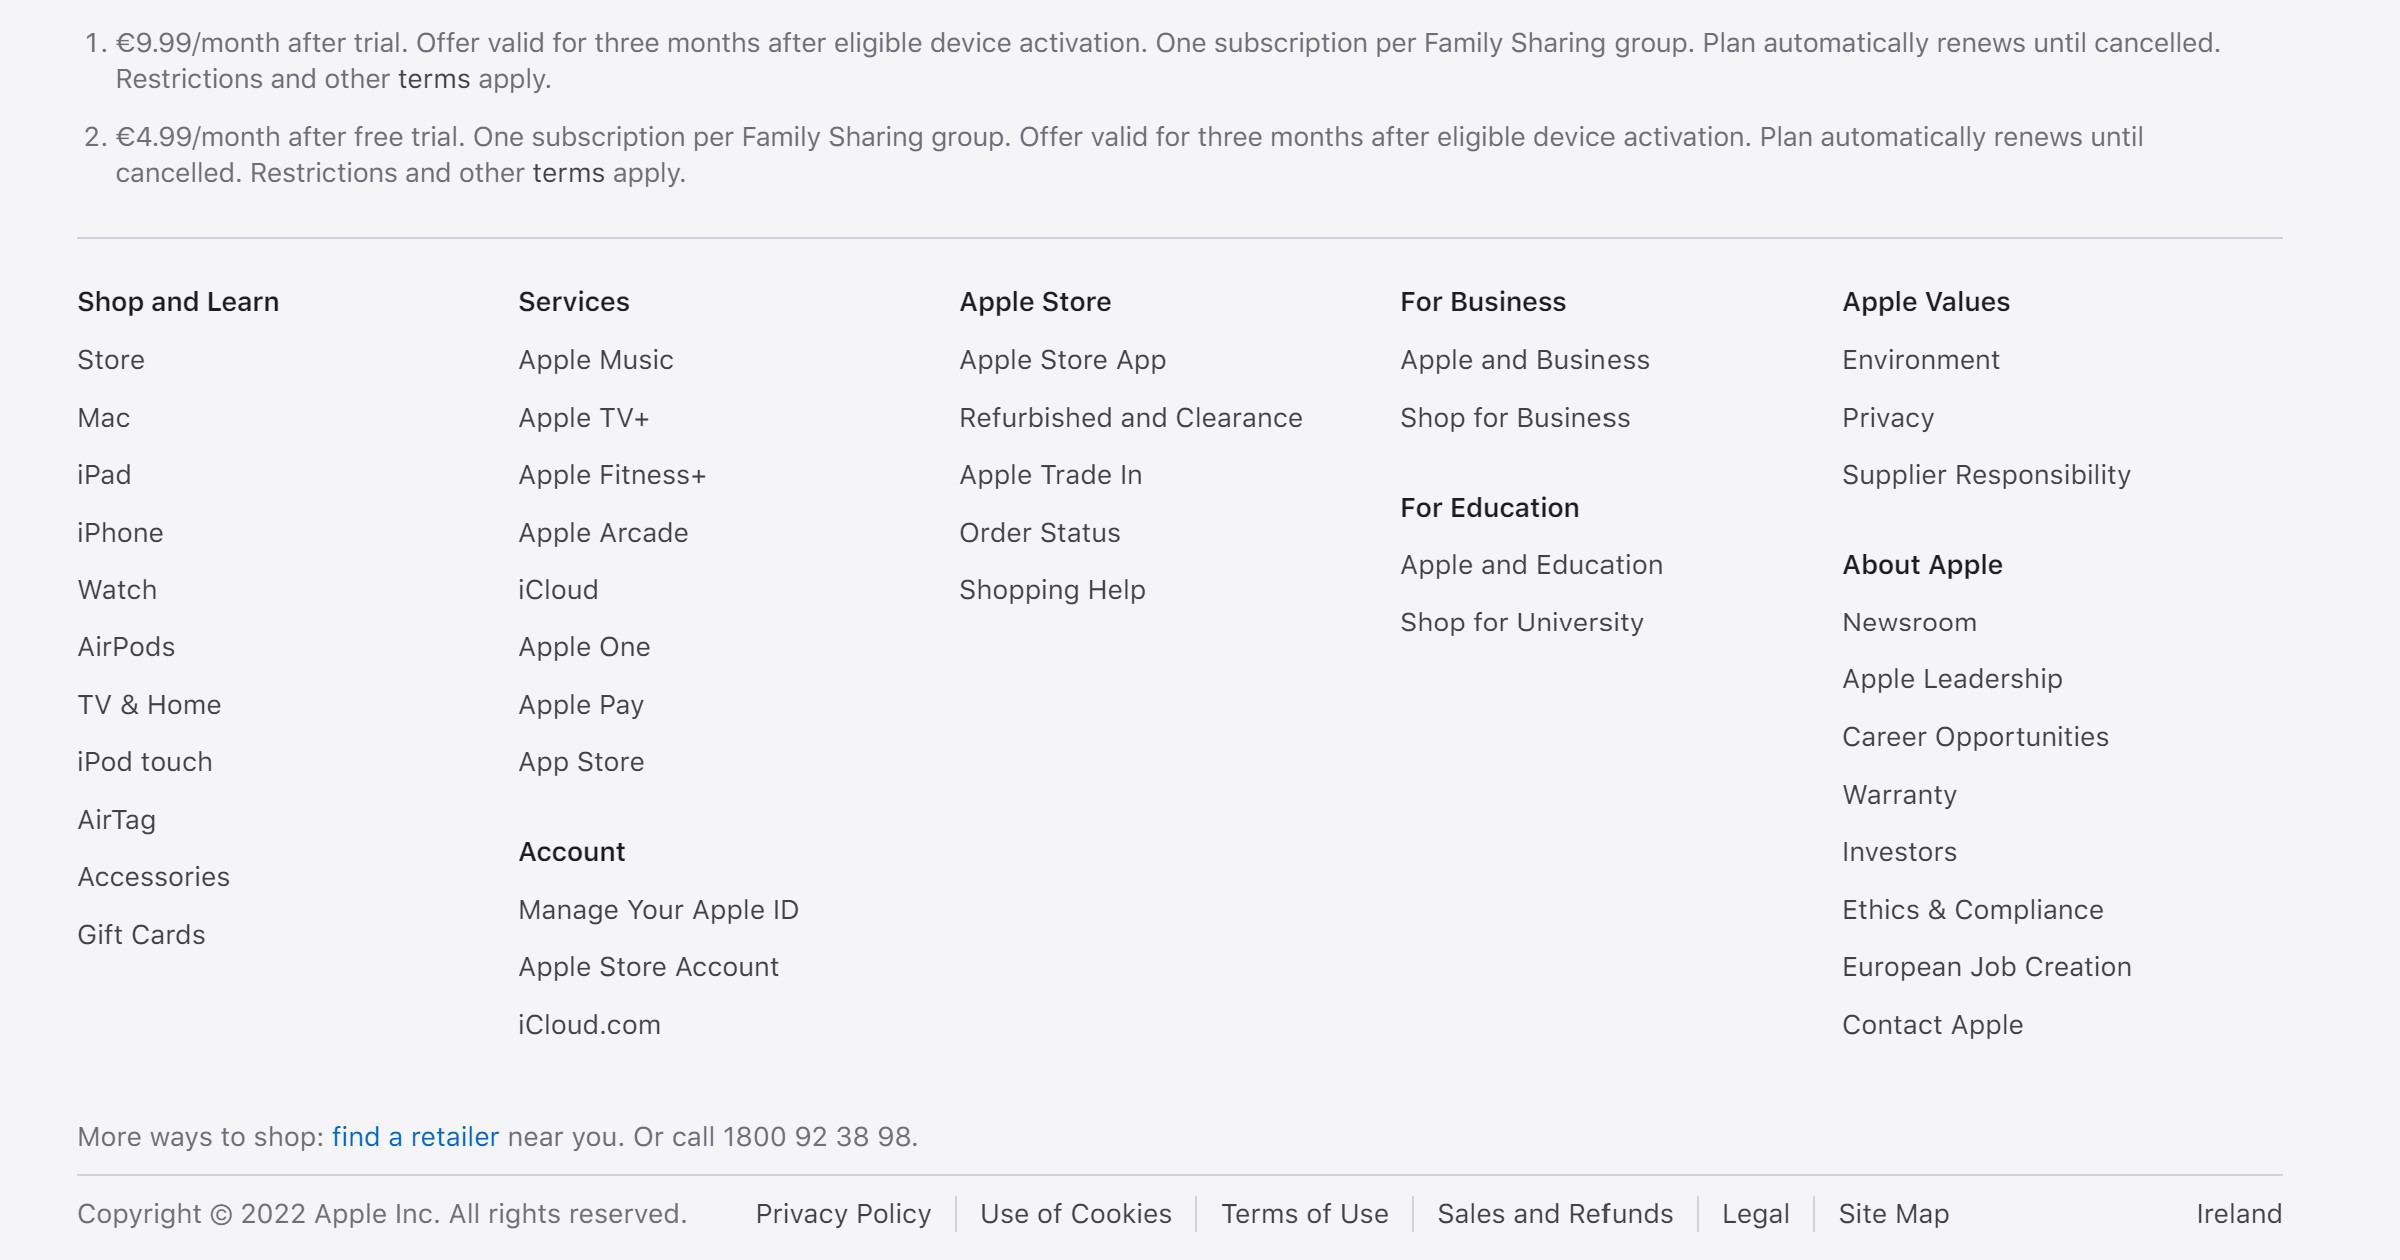 1. €9.99/month after trial. Offer valid for three months after eligible device activation. One subscription per Family Sharing group. Plan automatically renews until cancelled.
Restrictions and other terms apply.
2. €4.99/month after free trial. One subscription per Family Sharing group. Offer valid for three months after eligible device activation. Plan automatically renews until
cancelled. Restrictions and other terms apply.
Shop and Learn
Store
Mac
iPad
iPhone
Watch
AirPods
TV & Home
iPod touch
AirTag
Accessories
Gift Cards
Services
Apple Music
Apple TV+
Apple Fitness+
Apple Arcade
iCloud
Apple One
Apple Pay
App Store
Account
Manage Your Apple ID
Apple Store Account
iCloud.com
Apple Store
Apple Store App
Refurbished and Clearance
Apple Trade In
Order Status
Shopping Help
For Business
Apple and Business
Shop for Business
For Education
Apple and Education
Shop for University
Apple Values
Environment
Privacy
Supplier Responsibility
About Apple
Newsroom
Apple Leadership
Career Opportunities
Warranty
Investors
Ethics & Compliance
European Job Creation
Contact Apple
More ways to shop: find a retailer near you. Or call 1800 92 38 98.
Copyright © 2022 Apple Inc. All rights reserved. Privacy Policy Use of Cookies Terms of Use Sales and Refunds Legal Site Map Ireland